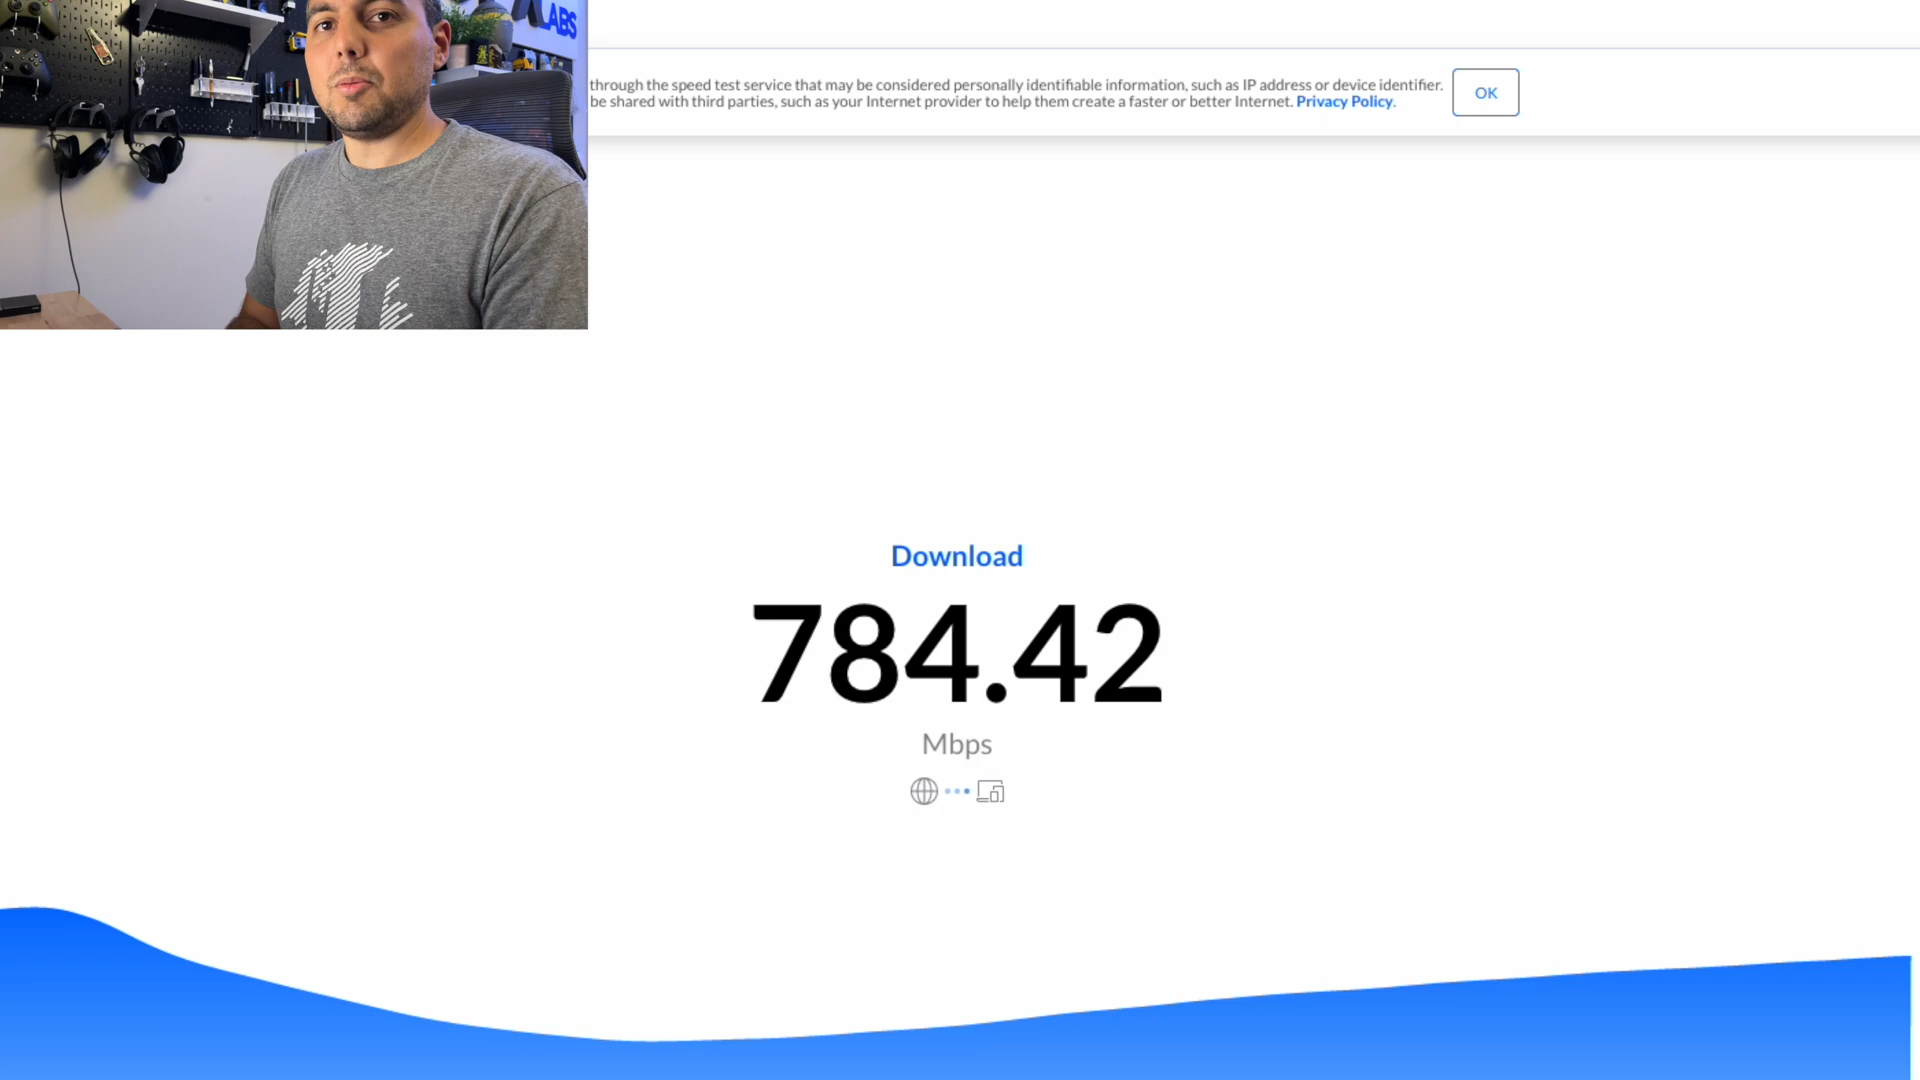 ABS
through the speed test service that may be considered personally identifiable information, such as IP address or device identifier.
be shared with third parties, such as your Internet provider to help them create a faster or better Internet. Privacy Policy.
OK
Download
784.42
Mbps